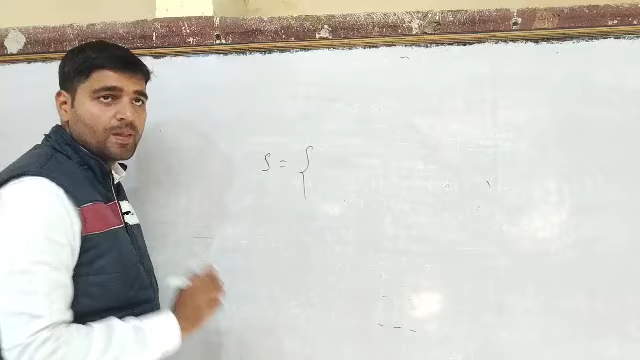 S = {